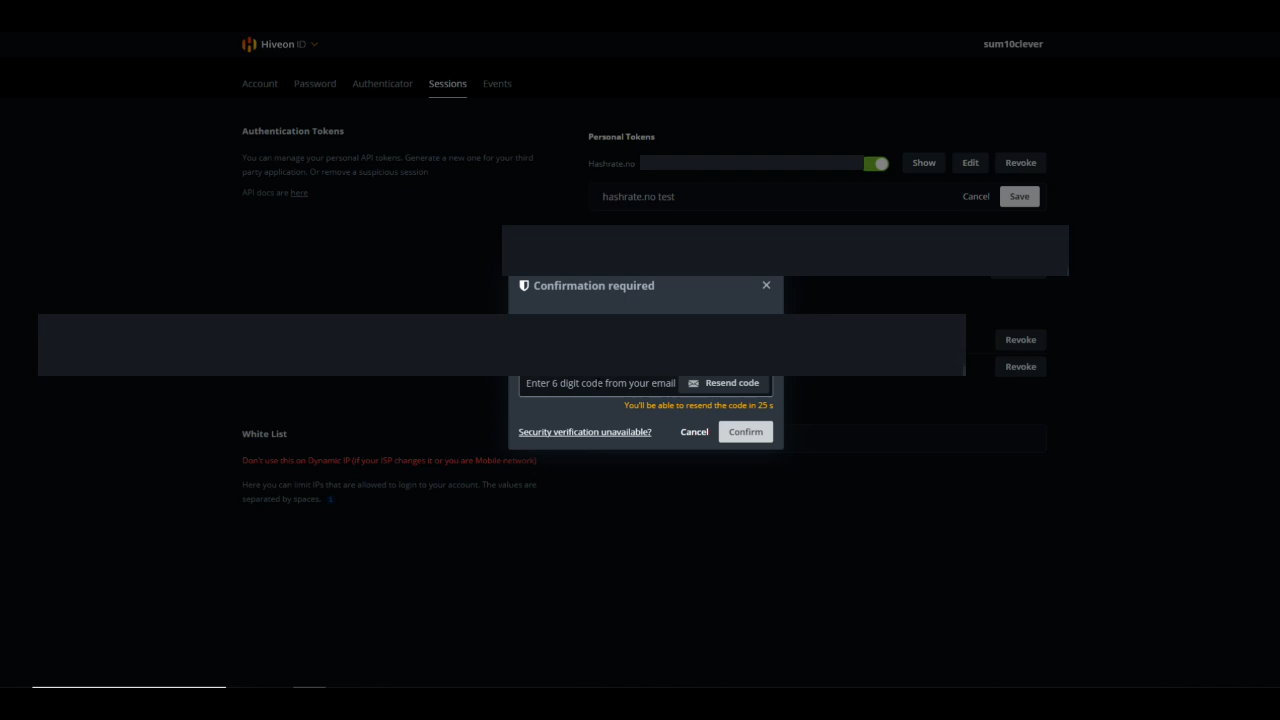 Hiveon ID
sum10clever
Account Password Authenticator Sessions Events
Authentication Tokens
You can manage your personal API tokens. Generate a new one for your third
party application. Or remove a suspicious session
API docs are here
Personal Tokens
Hashrate.no Show Edit Revoke
hashrate.no test Cancel Save
Confirmation required
Revoke
Revoke
Enter 6 digit code from your email Resend code
You'll be able to resend the code in 25 s
Security verification unavailable? Cancel Confirm
White List
Don't use this on Dynamic IP (if your ISP changes it or you are Mobile network)
Here you can limit IPs that are allowed to login to your account. The values are
separated by spaces.